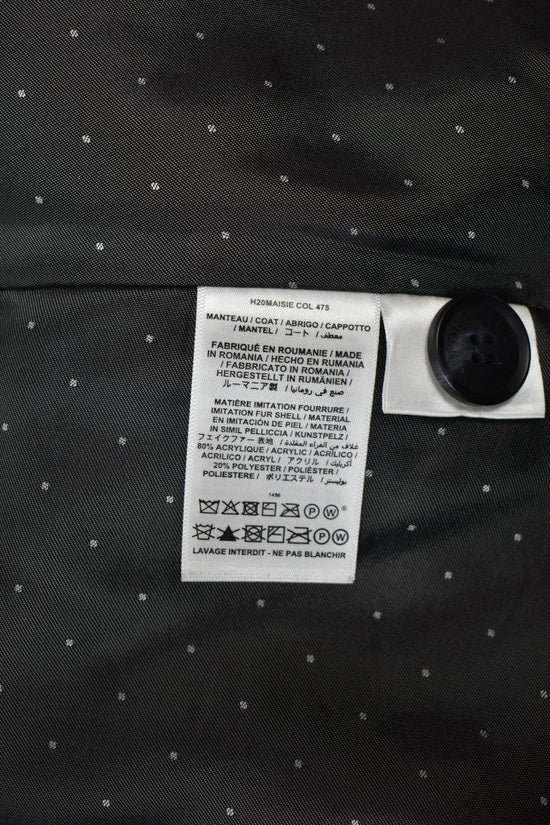 H20MAISIE COL 475
MANTEAU / COAT / ABRIGO / CAPPOTTO
/ MANTEL / コート / معطف
FABRIQUÉ EN ROUMANIE / MADE
IN ROMANIA / HECHO EN RUMANIA
/ FABBRICATO IN ROMANIA /
HERGESTELLT IN RUMÄNIEN /
ルーマニア製 / صنع في رومانيا
MATIÈRE IMITATION FOURRURE /
IMITATION FUR SHELL / MATERIAL
EN IMITACIÓN DE PIEL / MATERIA
IN SIMIL PELLICCIA / KUNSTPELZ /
フェイクファー 表地 / غلاف من الفراء المقلدة
80% ACRYLIQUE / ACRYLIC / ACRÍLICO /
ACRILICO / ACRYL / アクリル / أكريليك
20% POLYESTER / POLIÉSTER /
POLIESTERE / ポリエステル / بوليستر
1456
P W ®
P W
LAVAGE INTERDIT - NE PAS BLANCHIR